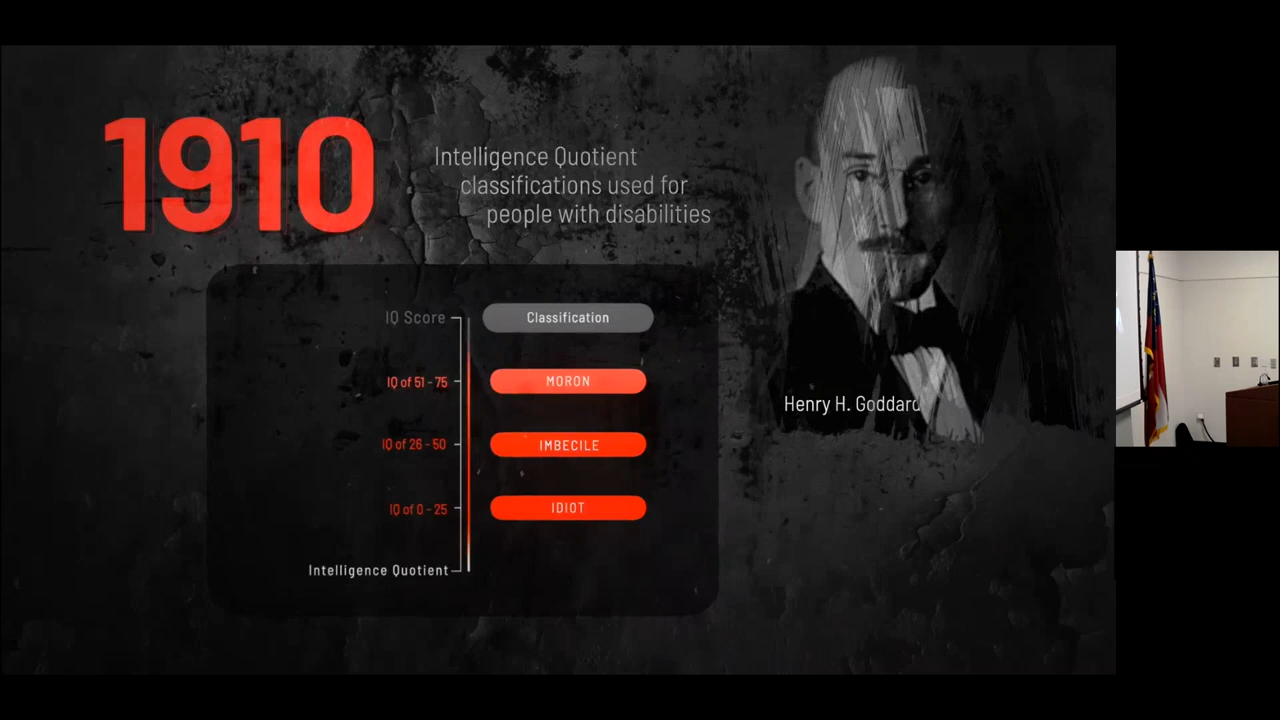 1910
Intelligence Quotient
classifications used for
people with disabilities
IQ Score
Classification
IQ of 51 - 75
MORON
IQ of 26 - 50
IMBECILE
IQ of 0 - 25
IDIOT
Intelligence Quotient
Henry H. Goddard